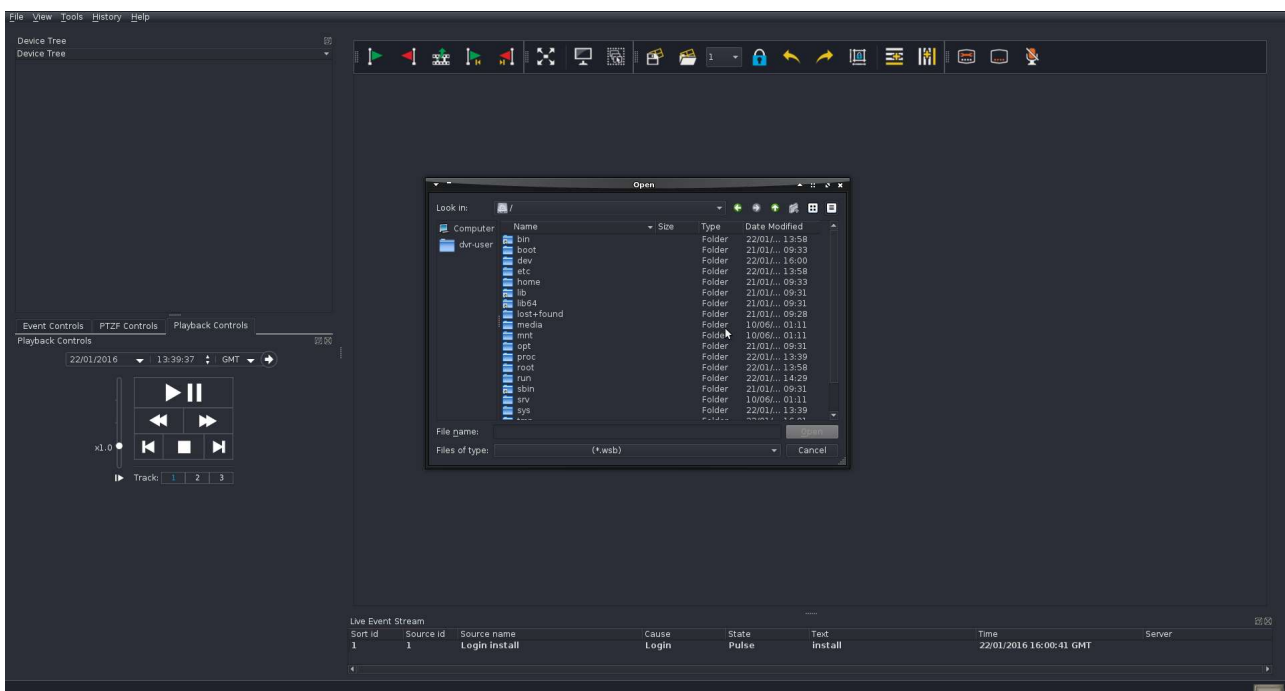 File View Tools History Help
Device Tree
Device Tree
1
Open
Look in: /
Computer
dvr-user
Name Size Type Date Modified
bin Folder 22/01/... 13:58
boot Folder 21/01/... 09:33
dev Folder 22/01/... 16:00
etc Folder 22/01/... 13:58
home Folder 21/01/... 09:33
lib Folder 21/01/... 09:31
lib64 Folder 21/01/... 09:31
lost+found Folder 21/01/... 09:28
media Folder 10/06/... 01:11
mnt Folder 10/06/... 01:11
opt Folder 21/01/... 09:31
proc Folder 22/01/... 13:39
root Folder 22/01/... 13:58
run Folder 22/01/... 14:29
sbin Folder 21/01/... 09:31
srv Folder 10/06/... 01:11
sys Folder 22/01/... 13:39
File name: Open
Files of type: (*.wsb) Cancel
Event Controls PTZF Controls Playback Controls
Playback Controls
22/01/2016 13:39:37 GMT
x1.0
Track: 1 2 3
Live Event Stream
Sort id Source id Source name Cause State Text Time Server
1 1 Login install Login Pulse install 22/01/2016 16:00:41 GMT